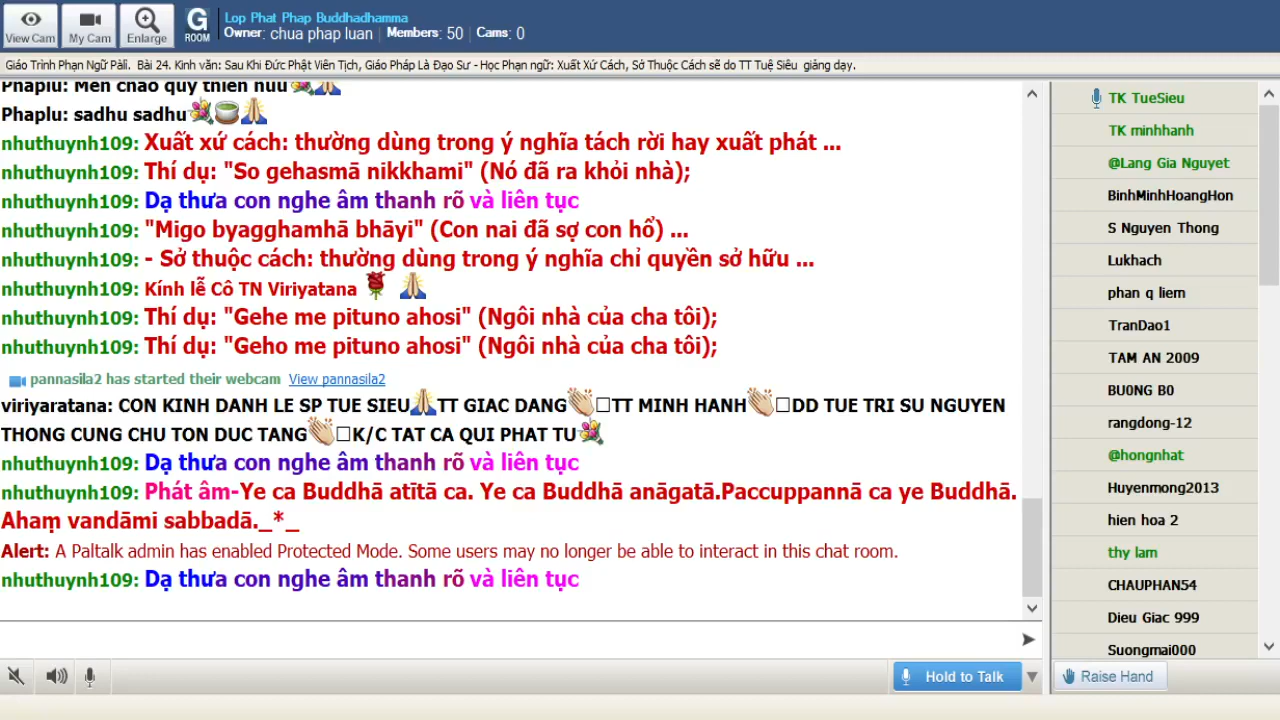 View Cam
My Cam
Enlarge
G
ROOM
Lop Phat Phap Buddhadhamma
Owner: chua phap luan Members: 50 Cams: 0
Giáo Trình Phạn Ngữ Pàli. Bài 24. Kinh văn: Sau Khi Đức Phật Viên Tịch, Giáo Pháp Là Đạo Sư - Học Phạn ngữ: Xuất Xứ Cách, Sở Thuộc Cách sẽ do TT Tuệ Siêu giảng dạy.
Phaplu: Mến chào quý thiện hữu
Phaplu: sadhu sadhu
nhuthuynh109: Xuất xứ cách: thường dùng trong ý nghĩa tách rời hay xuất phát ...
nhuthuynh109: Thí dụ: "So gehasmā nikkhami" (Nó đã ra khỏi nhà);
nhuthuynh109: Dạ thưa con nghe âm thanh rõ và liên tục
nhuthuynh109: "Migo byagghamhā bhāyi" (Con nai đã sợ con hổ) ...
nhuthuynh109: - Sở thuộc cách: thường dùng trong ý nghĩa chỉ quyền sở hữu ...
nhuthuynh109: Kính lễ Cô TN Viriyatana
nhuthuynh109: Thí dụ: "Gehe me pituno ahosi" (Ngôi nhà của cha tôi);
nhuthuynh109: Thí dụ: "Geho me pituno ahosi" (Ngôi nhà của cha tôi);
pannasila2 has started their webcam View pannasila2
viriyaratana: CON KINH DANH LE SP TUE SIEU TT GIAC DANG TT MINH HANH DD TUE TRI SU NGUYEN
THONG CUNG CHU TON DUC TANG K/C TAT CA QUI PHAT TU
nhuthuynh109: Dạ thưa con nghe âm thanh rõ và liên tục
nhuthuynh109: Phát âm-Ye ca Buddhā atītā ca. Ye ca Buddhā anāgatā.Paccuppannā ca ye Buddhā.
Ahaṃ vandāmi sabbadā._*_
Alert: A Paltalk admin has enabled Protected Mode. Some users may no longer be able to interact in this chat room.
nhuthuynh109: Dạ thưa con nghe âm thanh rõ và liên tục
Hold to Talk
TK TueSieu
TK minhhanh
@Lang Gia Nguyet
BinhMinhHoangHon
S Nguyen Thong
Lukhach
phan q liem
TranDao1
TAM AN 2009
BU0NG B0
rangdong-12
@hongnhat
Huyenmong2013
hien hoa 2
thy lam
CHAUPHAN54
Dieu Giac 999
Suongmai000
Raise Hand